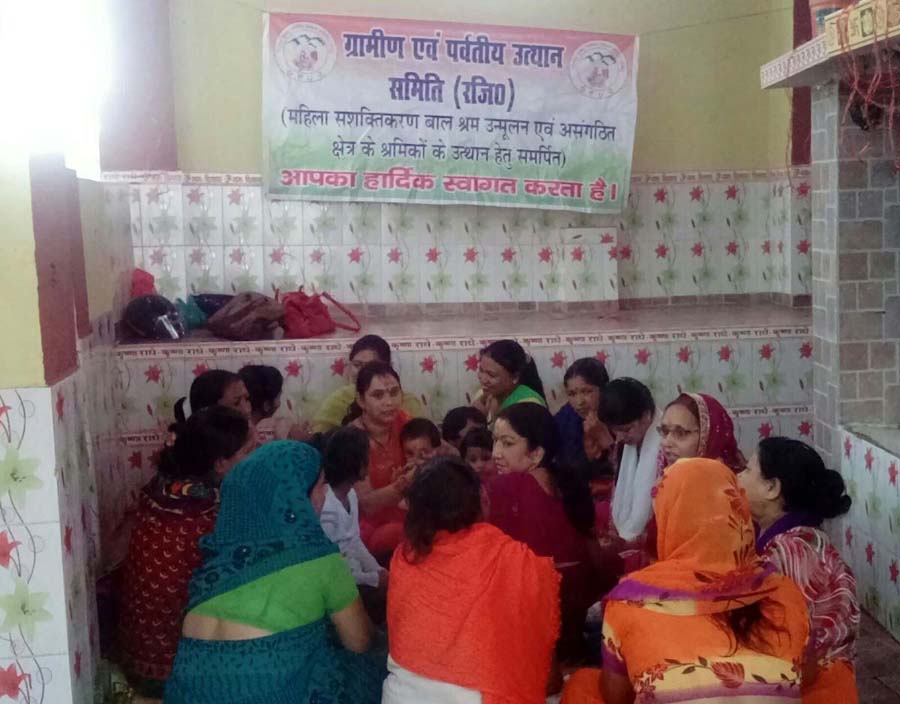 ग्रामीण एवं पर्वतीय उत्थान
समिति (रजि0)
(महिला सशक्तिकरण बाल श्रम उन्मूलन एवं असंगठित
क्षेत्र के श्रमिकों के उत्थान हेतु समर्पित)
आपका हार्दिक स्वागत करता है।
कृष्णा राधे कृष्णा राधे कृष्णा